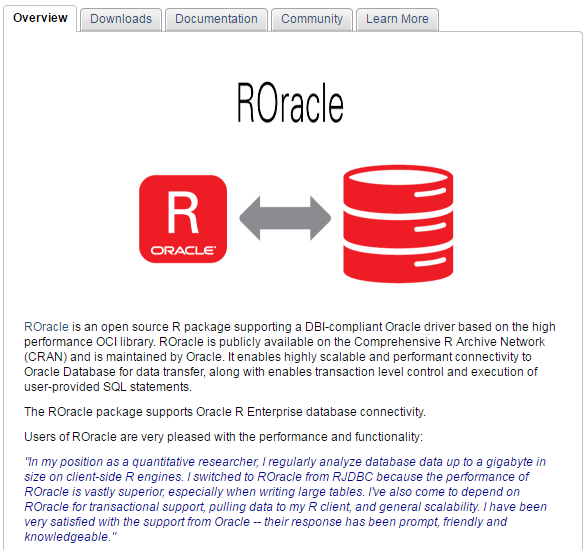 Overview Downloads Documentation Community Learn More
ROracle
R
ORACLE®
ROracle is an open source R package supporting a DBI-compliant Oracle driver based on the high
performance OCI library. ROracle is publicly available on the Comprehensive R Archive Network
(CRAN) and is maintained by Oracle. It enables highly scalable and performant connectivity to
Oracle Database for data transfer, along with enables transaction level control and execution of
user-provided SQL statements.
The ROracle package supports Oracle R Enterprise database connectivity.
Users of ROracle are very pleased with the performance and functionality:
"In my position as a quantitative researcher, I regularly analyze database data up to a gigabyte in
size on client-side R engines. I switched to ROracle from RJDBC because the performance of
ROracle is vastly superior, especially when writing large tables. I've also come to depend on
ROracle for transactional support, pulling data to my R client, and general scalability. I have been
very satisfied with the support from Oracle -- their response has been prompt, friendly and
knowledgeable."